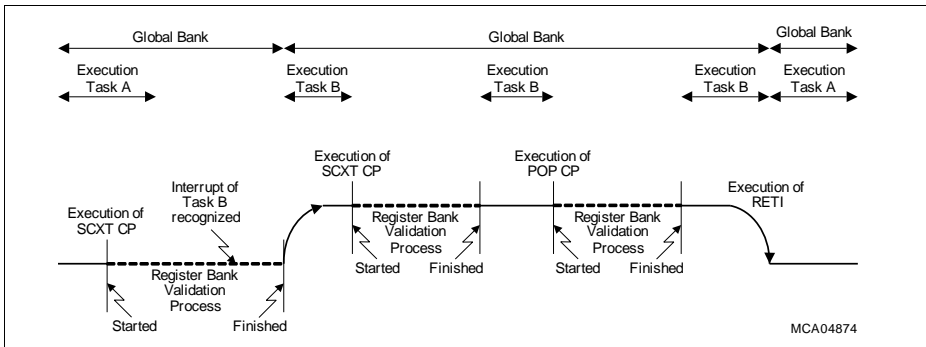 Global Bank
Global Bank
Global Bank
Execution
Task A
Execution
Task B
Execution
Task B
Execution
Task B
Execution
Task A
Execution of
SCXT CP
Execution of
POP CP
Interrupt of
Task B
recognized
Execution of
RETI
Execution of
SCXT CP
Register Bank
Validation
Process
Register Bank
Validation
Process
Started
Finished
Started
Finished
Register Bank
Validation
Process
Started
Finished
MCA04874